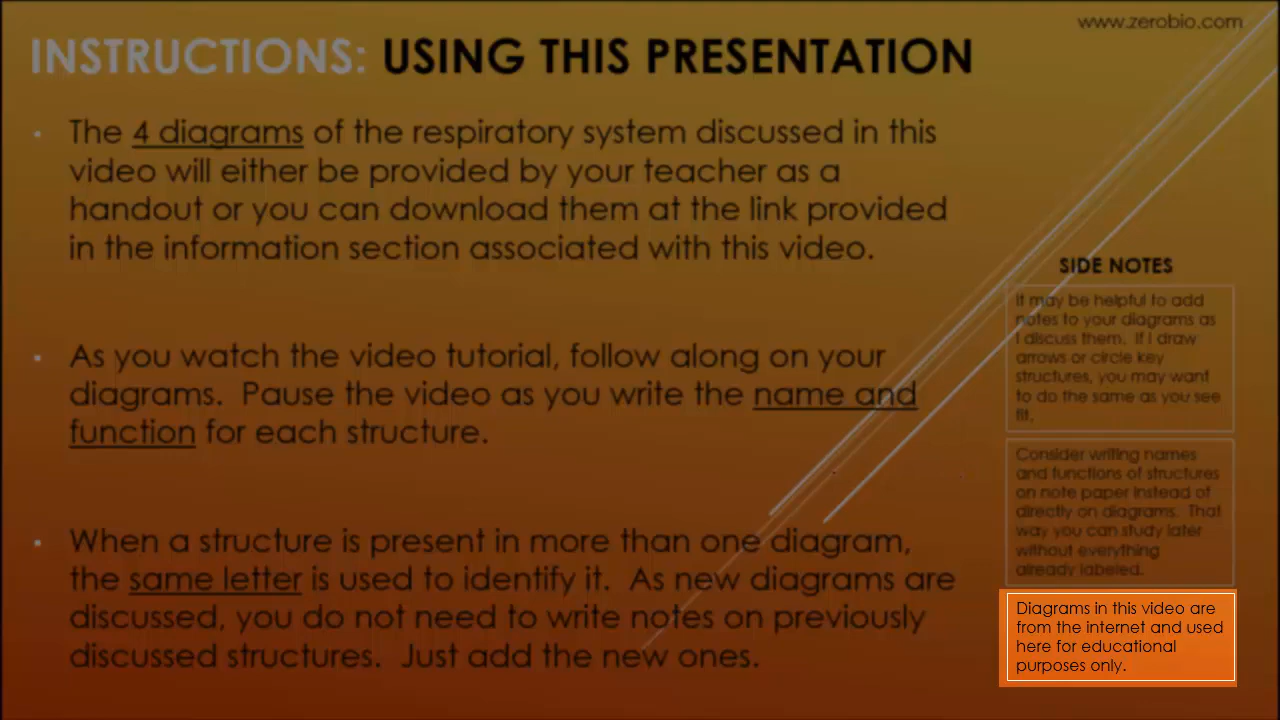 www.zerobio.com
INSTRUCTIONS: USING THIS PRESENTATION
The 4 diagrams of the respiratory system discussed in this
video will either be provided by your teacher as a
handout or you can download them at the link provided
in the information section associated with this video.
As you watch the video tutorial, follow along on your
diagrams. Pause the video as you write the name and
function for each structure.
When a structure is present in more than one diagram,
the same letter is used to identify it. As new diagrams are
discussed, you do not need to write notes on previously
discussed structures. Just add the new ones.
SIDE NOTES
It may be helpful to add
notes to your diagrams as
I discuss them. If I draw
arrows or circle key
structures, you may want
to do the same as you see
fit.
Consider writing names
and functions of structures
on note paper instead of
directly on diagrams. That
way you can study later
without everything
already labeled.
Diagrams in this video are
from the internet and used
here for educational
purposes only.